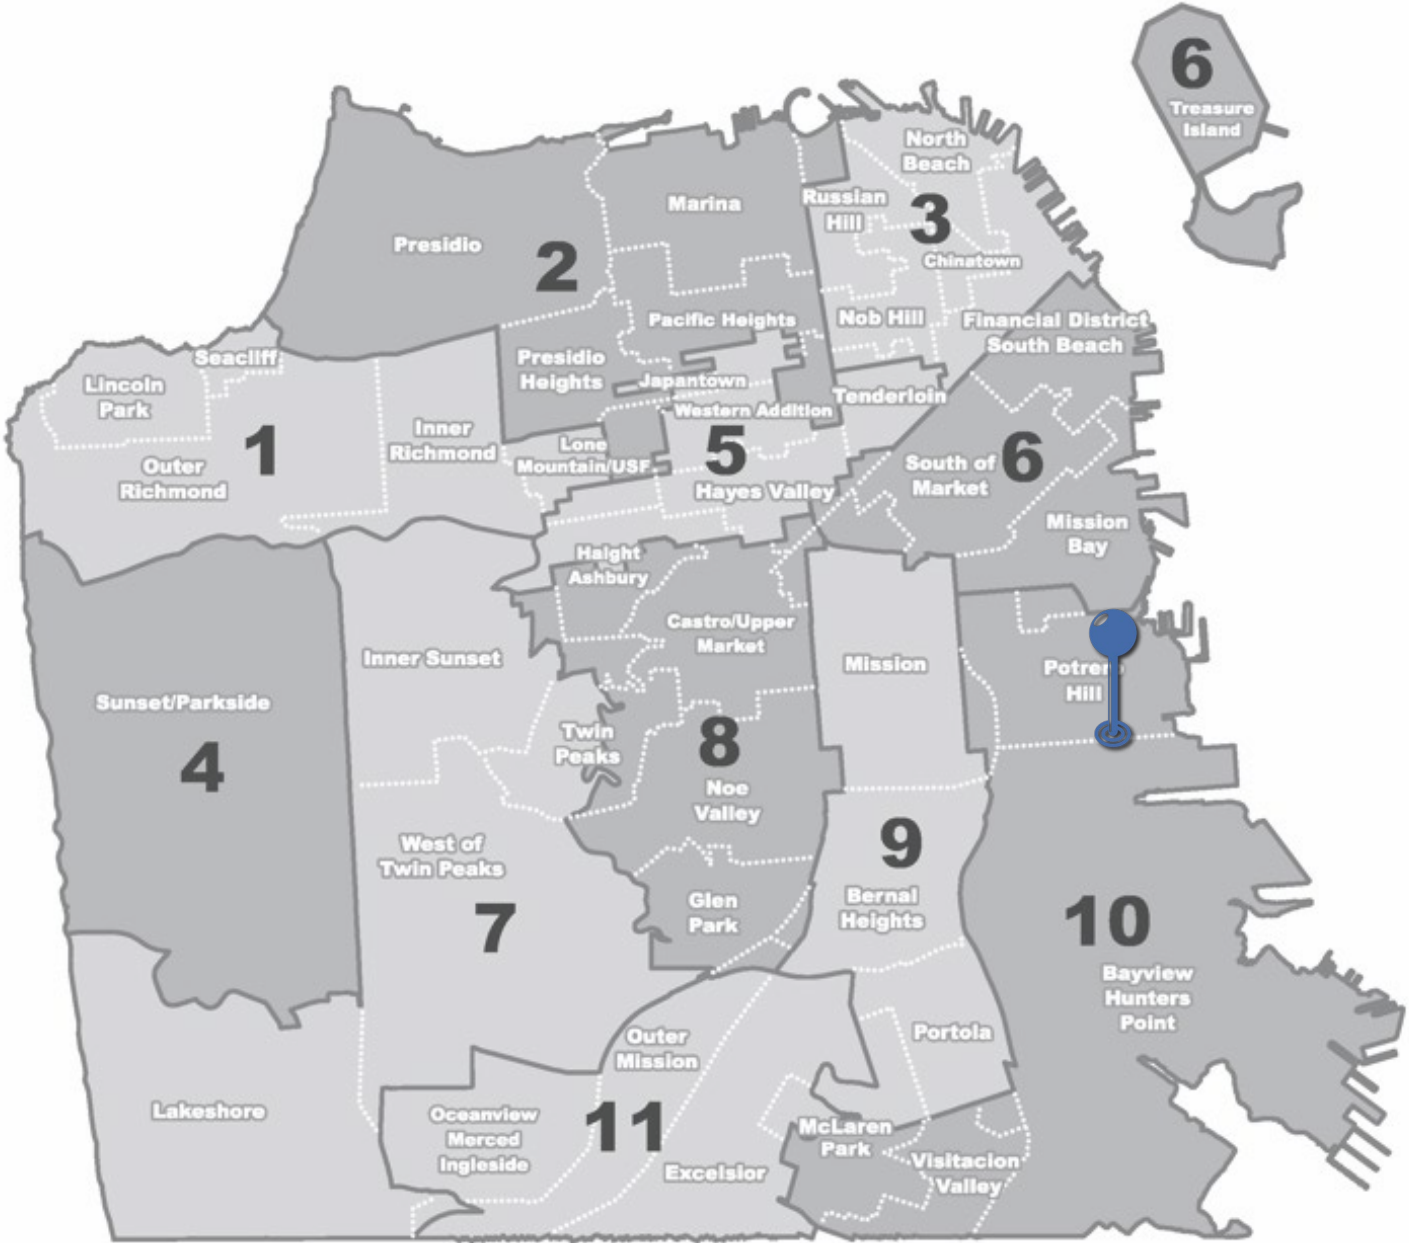 6
Treasure
Island
North
Beach
Marina
Russian
Hill
3
Presidio
2
Chinatown
Pacific Heights
Nob Hill
Financial District
South Beach
Seacliff
Presidio
Heights
Lincoln
Park
Japantown
Tenderloin
Western Addition
1
Inner
Richmond
Lone
Mountain/USF
5
6
Outer
Richmond
South of
Market
Hayes Valley
Mission
Bay
Haight
Ashbury
Castro/Upper
Market
Inner Sunset
Mission
Potrero
Hill
Sunset/Parkside
Twin
Peaks
8
4
Noe
Valley
West of
Twin Peaks
9
7
Glen
Park
Bernal
Heights
10
Bayview
Hunters
Point
Outer
Mission
Portola
Lakeshore
Oceanview
Merced
Ingleside
11
McLaren
Park
Excelsior
Visitacion
Valley